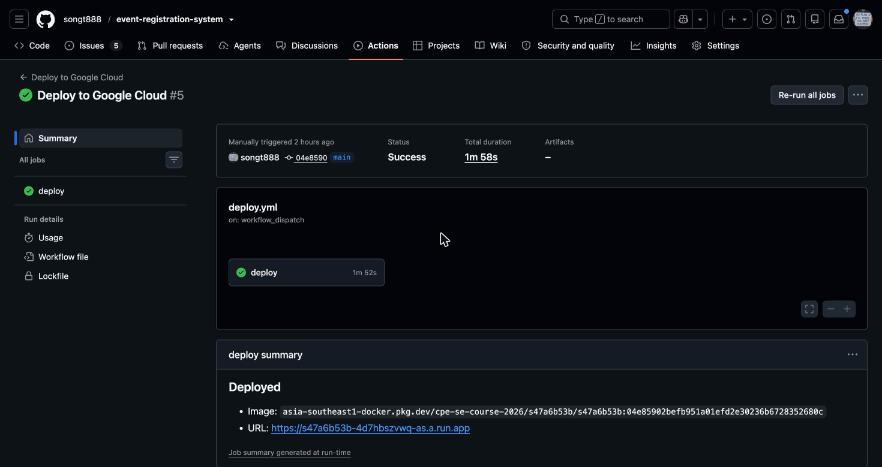 songt888 / event-registration-system
Type / to search
Code Issues 5 Pull requests Agents Discussions Actions Projects Wiki Security and quality Insights Settings
← Deploy to Google Cloud
Deploy to Google Cloud #5
Re-run all jobs
Summary
All jobs
deploy
Run details
Usage
Workflow file
Lockfile
Manually triggered 2 hours ago
songt888 04e8590 main
Status
Success
Total duration
1m 58s
Artifacts
–
deploy.yml
on: workflow_dispatch
deploy 1m 52s
deploy summary
Deployed
• Image: asia-southeast1-docker.pkg.dev/cpe-se-course-2026/s47a6b53b/s47a6b53b:04e85902befb951a01efd2e30236b6728352680c
• URL: https://s47a6b53b-4d7hbszvwq-as.a.run.app
Job summary generated at run-time